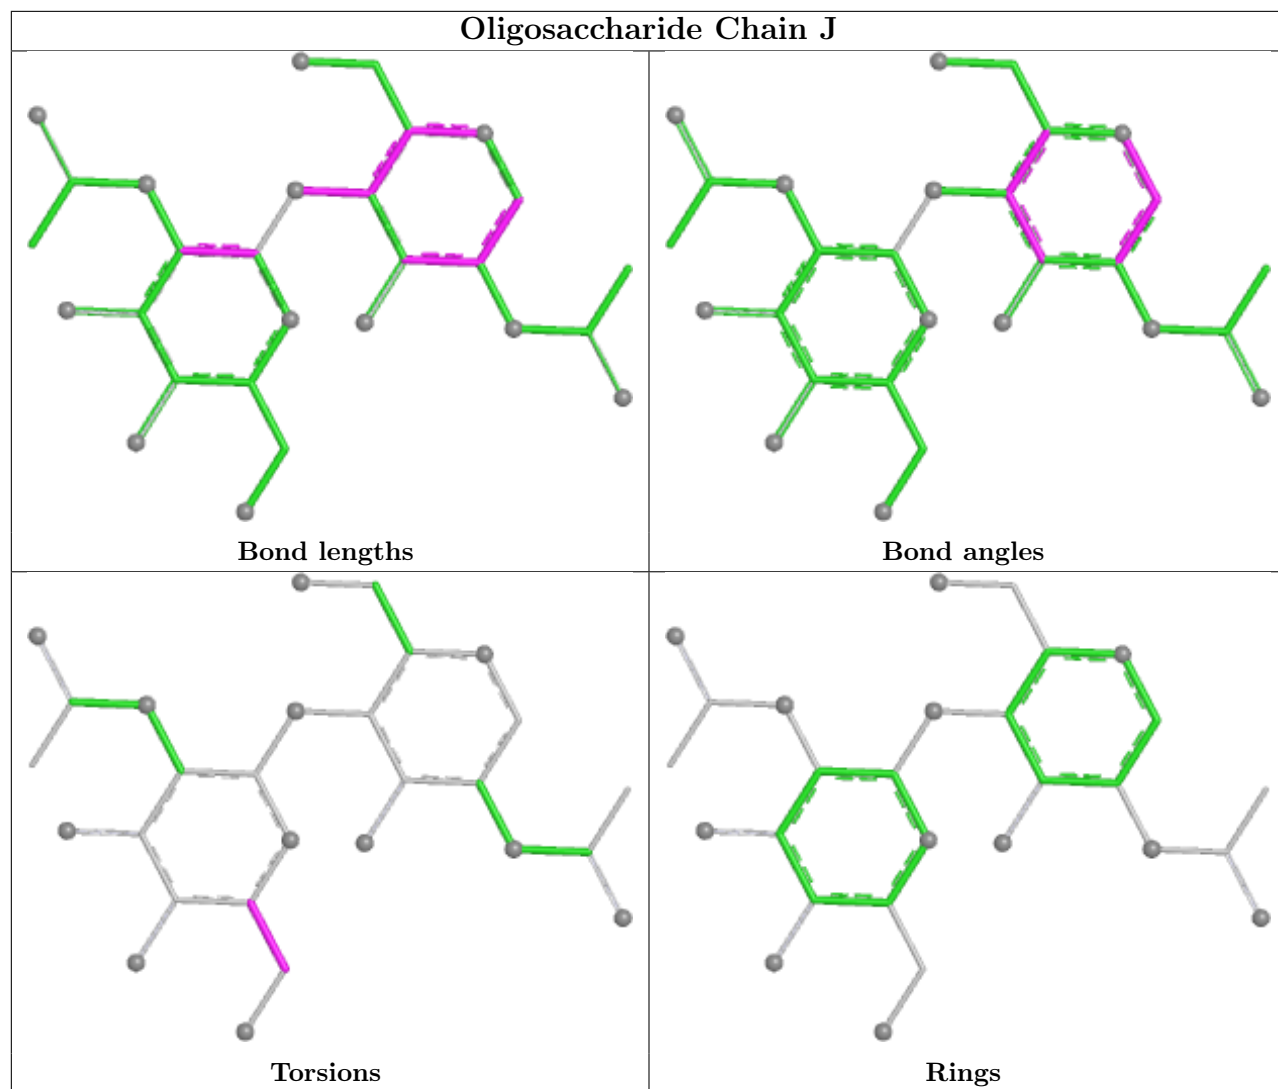 Oligosaccharide Chain J
Bond lengths
Bond angles
Torsions
Rings